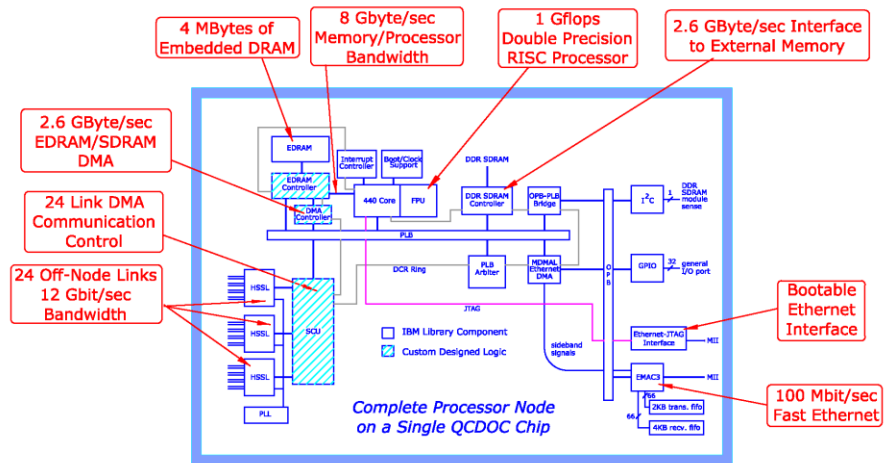 4 MBytes of
Embedded DRAM
8 Gbyte/sec
Memory/Processor
Bandwidth
1 Gflops
Double Precision
RISC Processor
2.6 GByte/sec Interface
to External Memory
2.6 GByte/sec
EDRAM/SDRAM
DMA
24 Link DMA
Communication
Control
24 Off-Node Links
12 Gbit/sec
Bandwidth
EDRAM
Interrupt
Controller
Boot/Clock
Support
DDR SDRAM
EDRAM
Controller
440 Core
FPU
DDR SDRAM
Controller
OPB-PLB
Bridge
I2C
1
DDR
SDRAM
module
sense
DMA
Controller
PLB
OPB
PLB
Arbiter
MDMAL
Ethernet
DMA
GPIO
32
general
I/O port
DCR Ring
HSSL
HSSL
HSSL
SCU
JTAG
IBM Library
Component
Custom Designed Logic
sideband
signals
Ethernet-JTAG
Interface
MII
Bootable
Ethernet
Interface
EMAC3
MII
100 Mbit/sec
Fast Ethernet
PLL
66
66
2KB trans. fifo
4KB recv. fifo
Complete Processor Node
on a Single QCDOC Chip